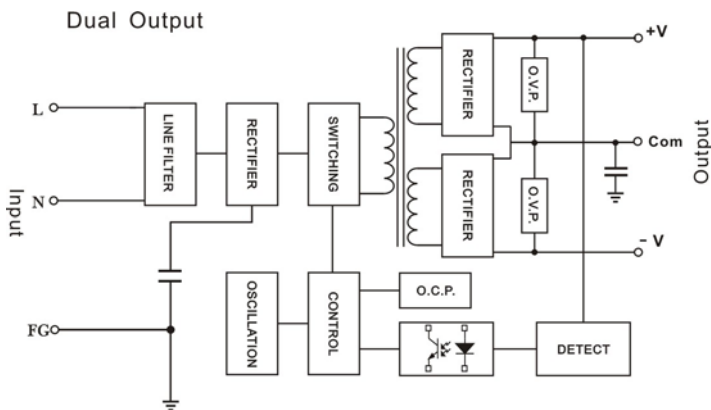 Dual Output
Input
L
N
FG
LINE FILTER
RECTIFIER
SWITCHING
RECTIFIER
RECTIFIER
O.V.P.
O.V.P.
+V
Com
- V
Output
OSCILLATION
CONTROL
O.C.P.
DETECT